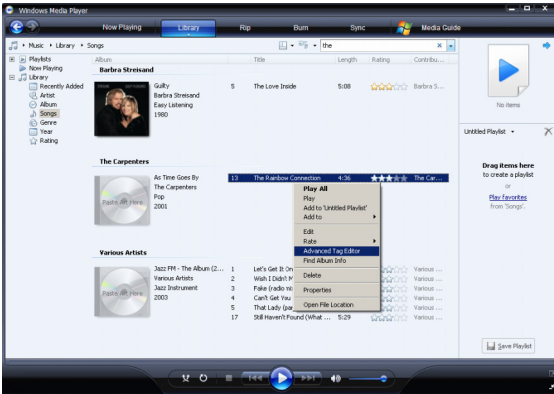 Windows Media Player
Now Playing Library Rip Burn Sync Media Guide
Music Library Songs the
Playlists
Now Playing
Library
Recently Added
Artist
Album
Songs
Genre
Year
Rating
Album Title Length Rating Contribu...
Barbra Streisand
Guilty 5 The Love Inside 5:08 Barbra S...
Barbra Streisand
Easy Listening
1980
The Carpenters
As Time Goes By 13 The Rainbow Connection 4:36 The Car...
The Carpenters
Pop
2001
Paste Art Here
Play All
Play
Add to 'Untitled Playlist'
Add to
Edit
Rate
Advanced Tag Editor
Find Album Info
Delete
Properties
Open File Location
Various Artists
Jazz FM - The Album (2... 1 Let's Get It On Various ...
Various Artists 2 Wish I Didn't M Various ...
Jazz Instrument 3 Fake (radio mi Various ...
2003 4 Can't Get You Various ...
5 That Lady (par Various ...
17 Still Haven't Found (What ... 5:29 Various ...
Paste Art Here
No items
Untitled Playlist
Drag items here
to create a playlist
or
Play favorites
from 'Songs'.
Save Playlist